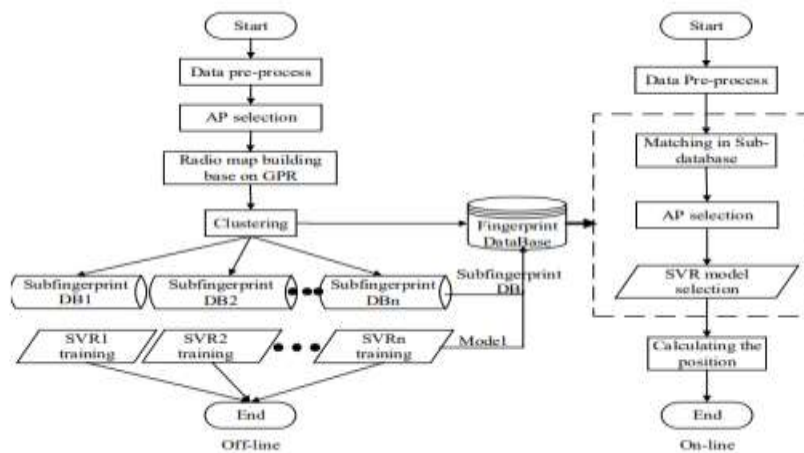 Start
Data pre-process
AP selection
Radio map building
base on GPR
Clustering
Subfingerprint
DB1
Subfingerprint
DB2
Subfingerprint
DBn
SVR1
training
SVR2
training
SVRn
training
End
Off-line
Fingerprint
DataBase
Subfingerprint
DB
Model
Start
Data Pre-process
Matching in Sub-
database
AP selection
SVR model
selection
Calculating the
position
End
On-line